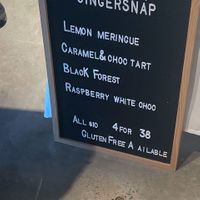 GINGERSNAP
LEMON MERINGUE
CARAMEL&CHOC TART
BLACK FOREST
RASPBERRY WHITE CHOC
ALL $10 4 FOR 38
GLUTEN FREE A AILABLE